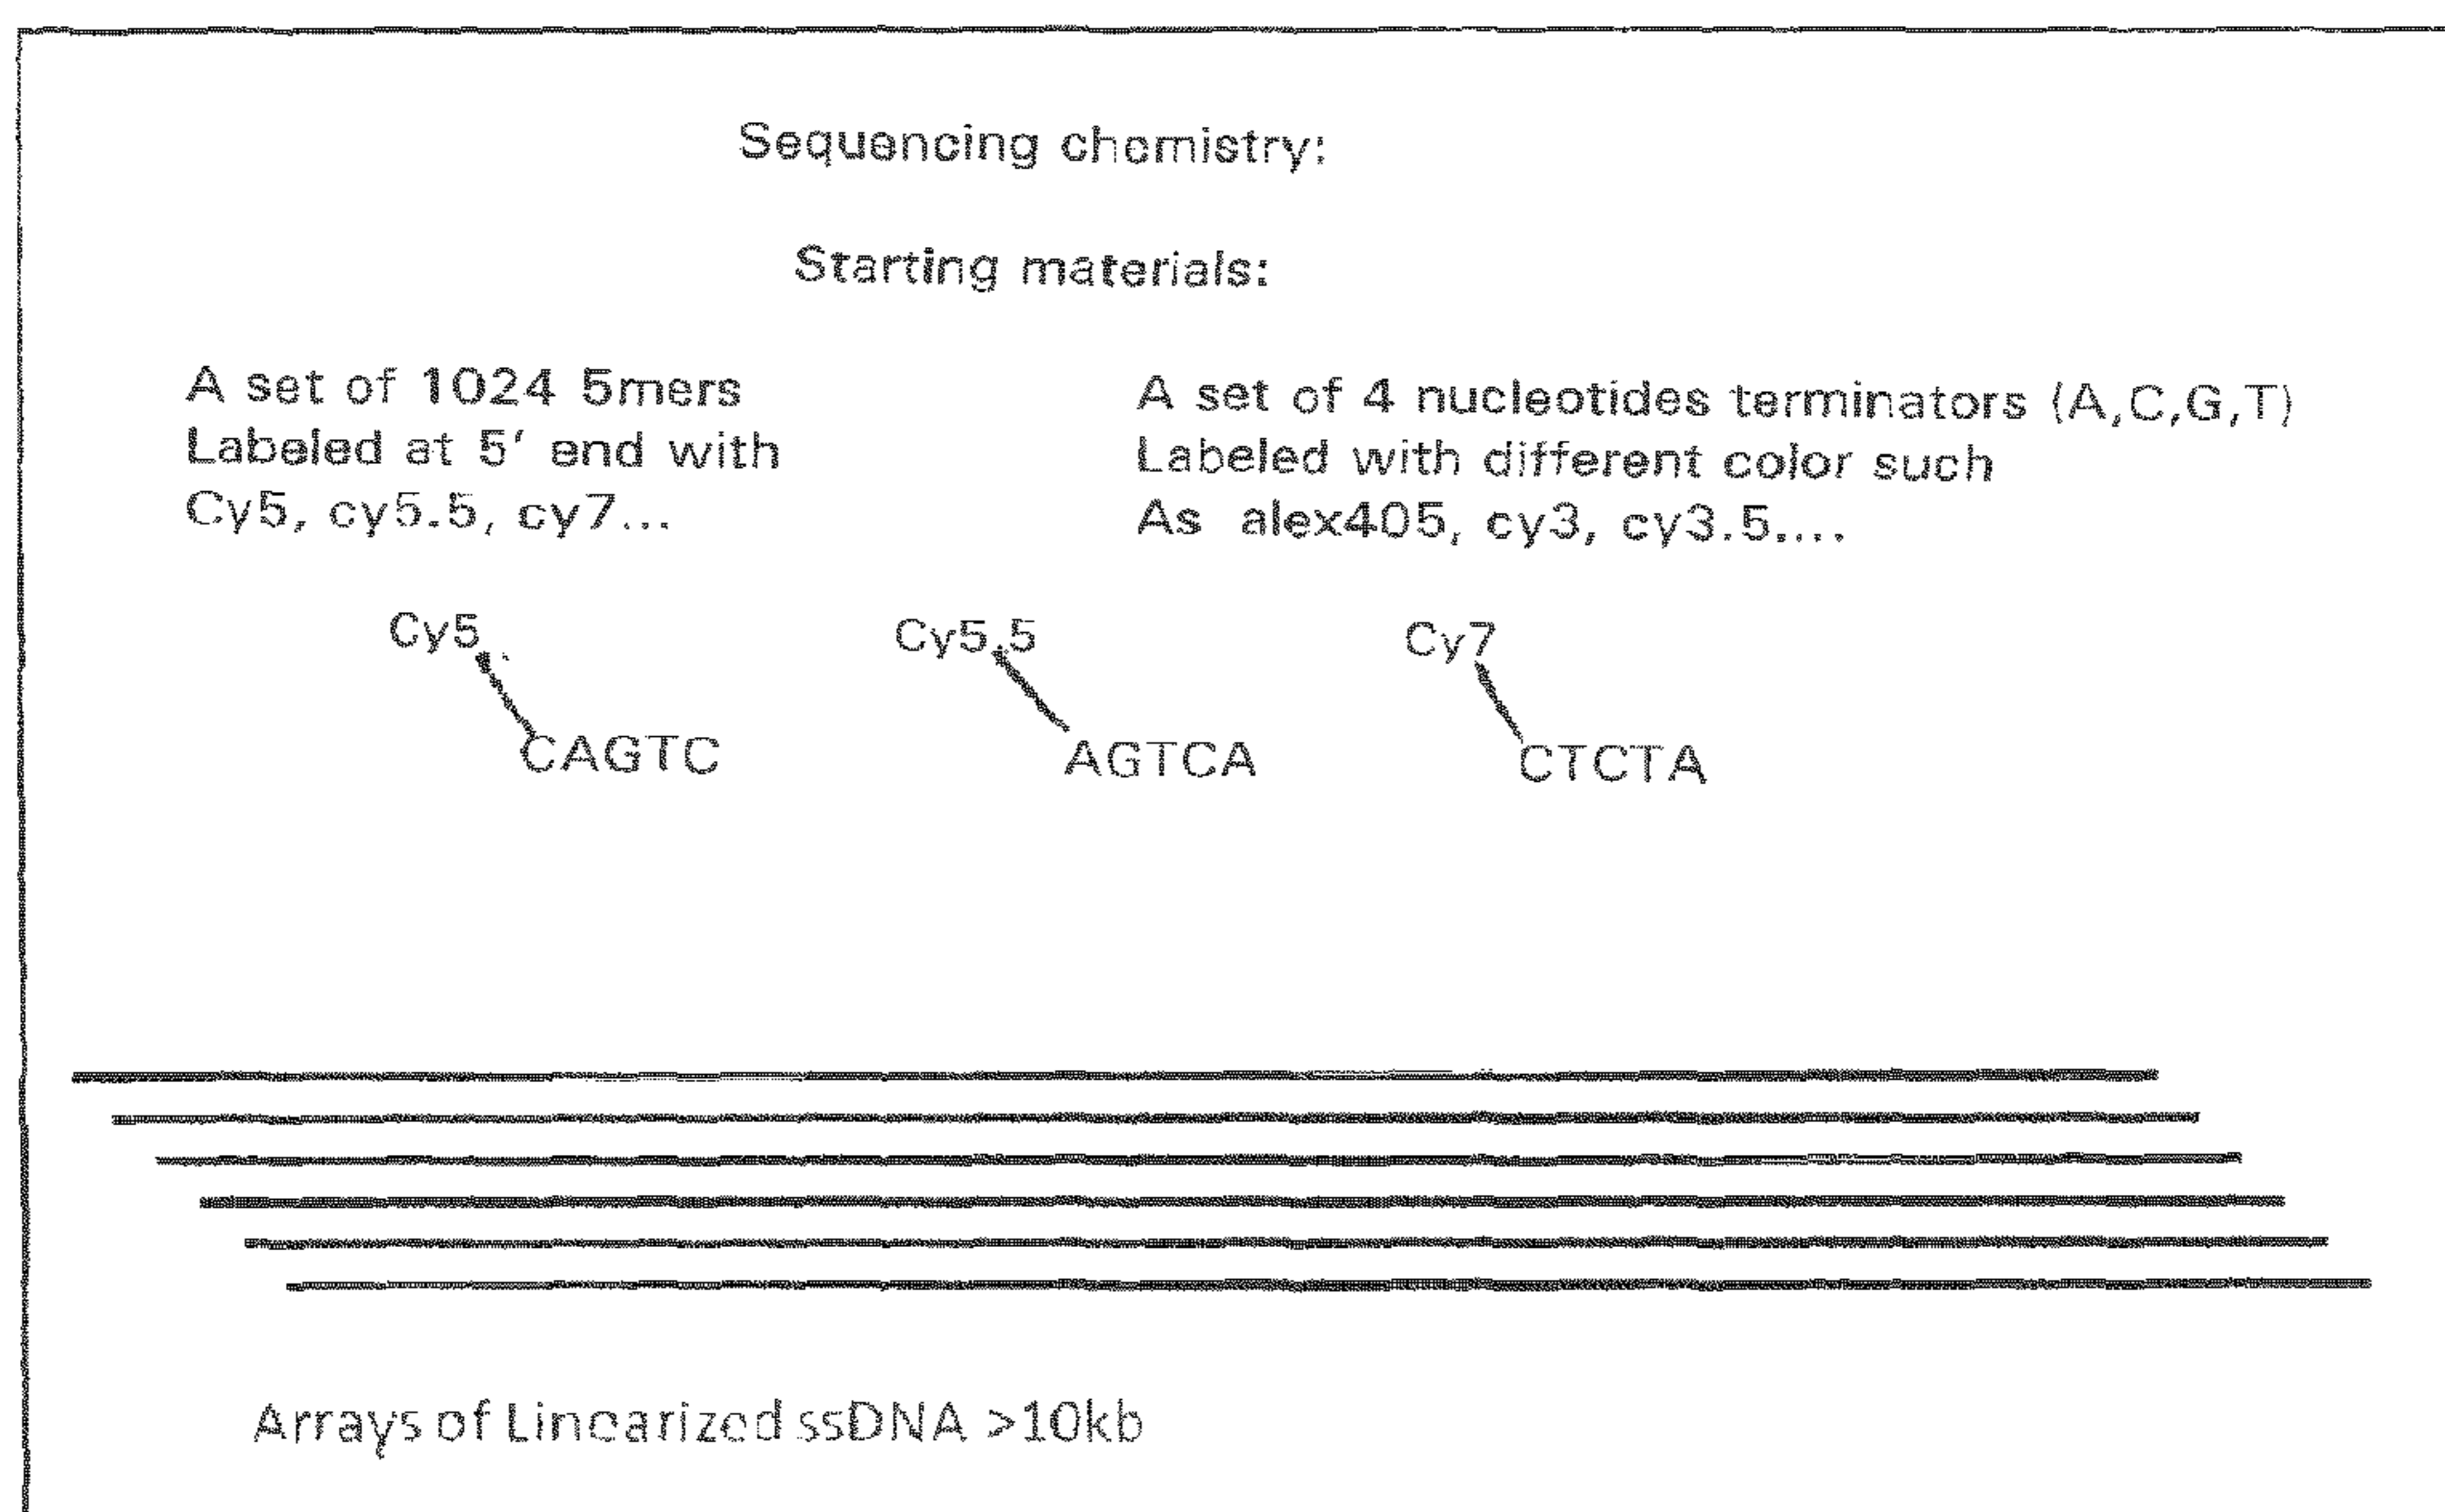 Sequencing chemistry:
Starting materials:
A set of 1024 5mers
Labeled at 5' end with
Cy5, cy5.5, cy7...
A set of 4 nucleotides terminators (A,C,G,T)
Labeled with different color such
As alex405, cy3, cy3.5....
Cy5
Cy5.5
Cy7
CAGTC
AGTCA
CTCTA
Arrays of Linearized ssDNA >10kb